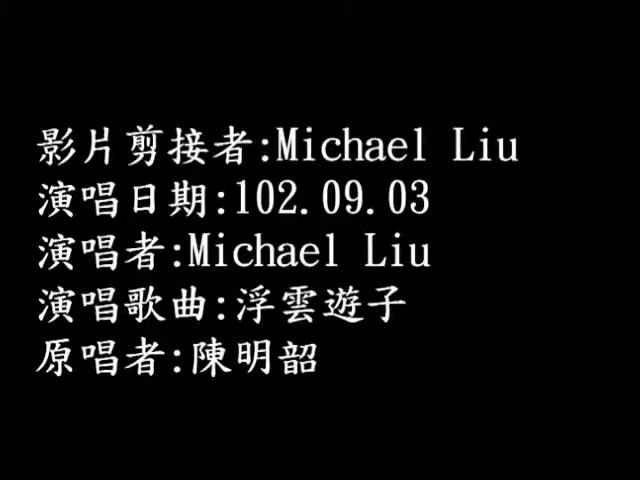 影片剪接者:Michael Liu
演唱日期:102.09.03
演唱者:Michael Liu
演唱歌曲:浮雲遊子
原唱者:陳明韶